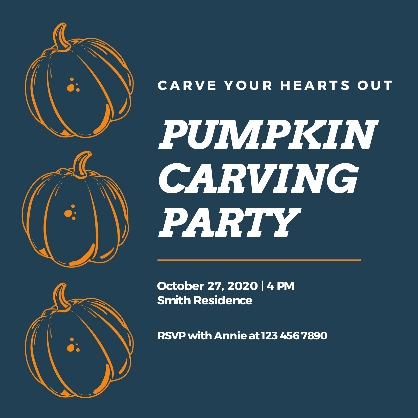 CARVE YOUR HEARTS OUT
PUMPKIN
CARVING
PARTY
October 27, 2020 | 4 PM
Smith Residence
RSVP with Annie at 123 456 7890